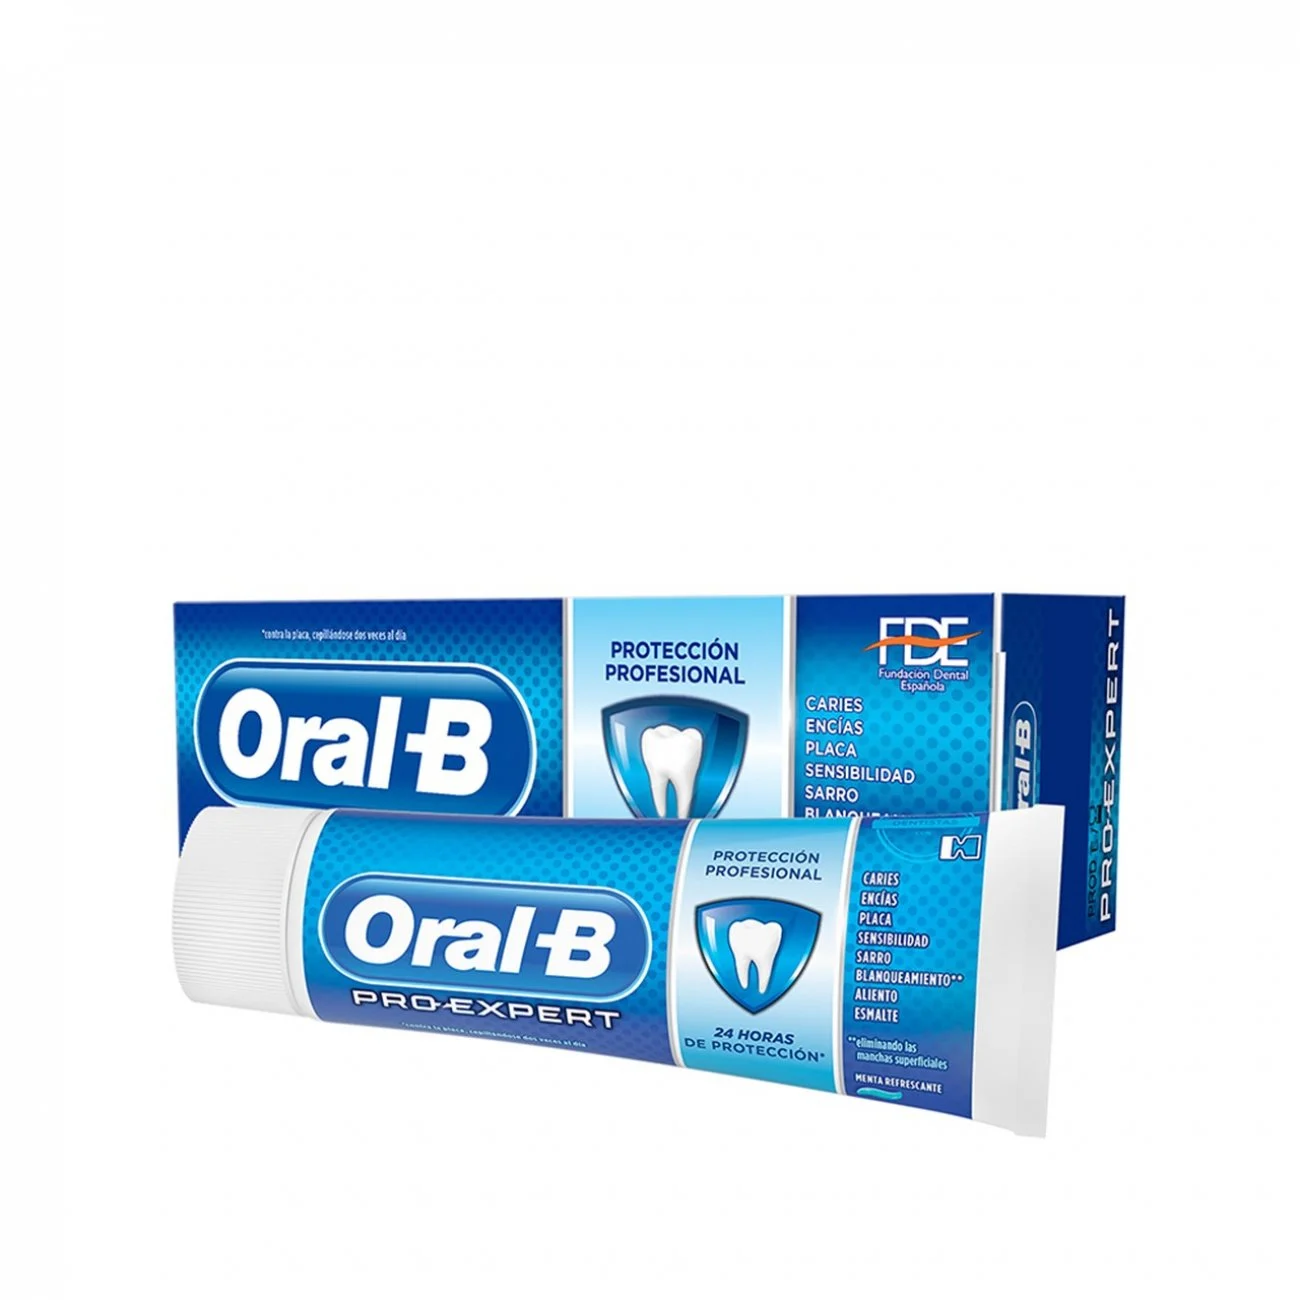 *contra la placa, cepillándose dos veces al día
Oral-B
PROTECCIÓN
PROFESIONAL
FDE
Fundación Dental
Española
CARIES
ENCÍAS
PLACA
SENSIBILIDAD
SARRO
Oral-B
PRO-EXPERT
Oral-B
PRO-EXPERT
*contra la placa, cepillándose dos veces al día
PROTECCIÓN
PROFESIONAL
24 HORAS
DE PROTECCIÓN*
DENTISTAS
CARIES
ENCÍAS
PLACA
SENSIBILIDAD
SARRO
BLANQUEAMIENTO**
ALIENTO
ESMALTE
**eliminando las
manchas superficiales
MENTA REFRESCANTE